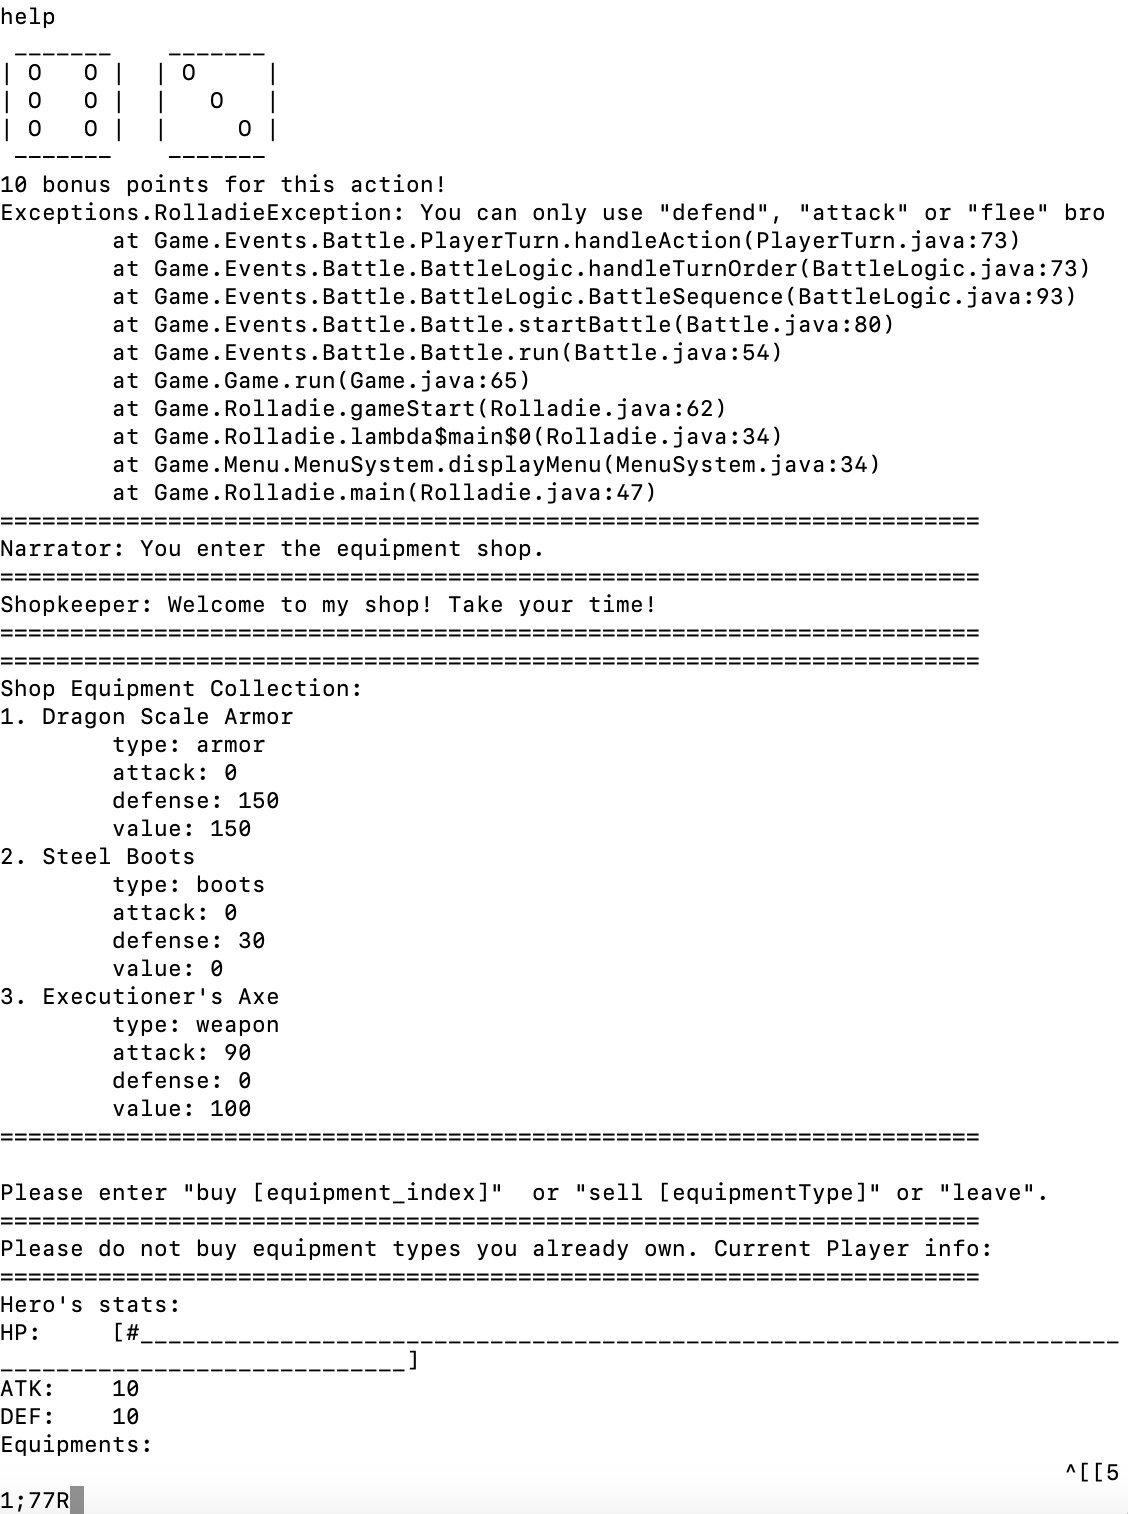 help
 _______    _______
| O   O |  | O     |
| O   O |  |   O   |
| O   O |  |     O |
 -------    -------
10 bonus points for this action!
Exceptions.RolladieException: You can only use "defend", "attack" or "flee" bro
        at Game.Events.Battle.PlayerTurn.handleAction(PlayerTurn.java:73)
        at Game.Events.Battle.BattleLogic.handleTurnOrder(BattleLogic.java:73)
        at Game.Events.Battle.BattleLogic.BattleSequence(BattleLogic.java:93)
        at Game.Events.Battle.Battle.startBattle(Battle.java:80)
        at Game.Events.Battle.Battle.run(Battle.java:54)
        at Game.Game.run(Game.java:65)
        at Game.Rolladie.gameStart(Rolladie.java:62)
        at Game.Rolladie.lambda$main$0(Rolladie.java:34)
        at Game.Menu.MenuSystem.displayMenu(MenuSystem.java:34)
        at Game.Rolladie.main(Rolladie.java:47)
======================================================================
Narrator: You enter the equipment shop.
======================================================================
Shopkeeper: Welcome to my shop! Take your time!
======================================================================
======================================================================
Shop Equipment Collection:
1. Dragon Scale Armor
        type: armor
        attack: 0
        defense: 150
        value: 150
2. Steel Boots
        type: boots
        attack: 0
        defense: 30
        value: 0
3. Executioner's Axe
        type: weapon
        attack: 90
        defense: 0
        value: 100
======================================================================

Please enter "buy [equipment_index]"  or "sell [equipmentType]" or "leave".
======================================================================
Please do not buy equipment types you already own. Current Player info:
======================================================================
Hero's stats:
HP:     [#______________________________________________________________________
_____________________________]
ATK:    10
DEF:    10
Equipments:
                                                                            ^[[5
1;77R